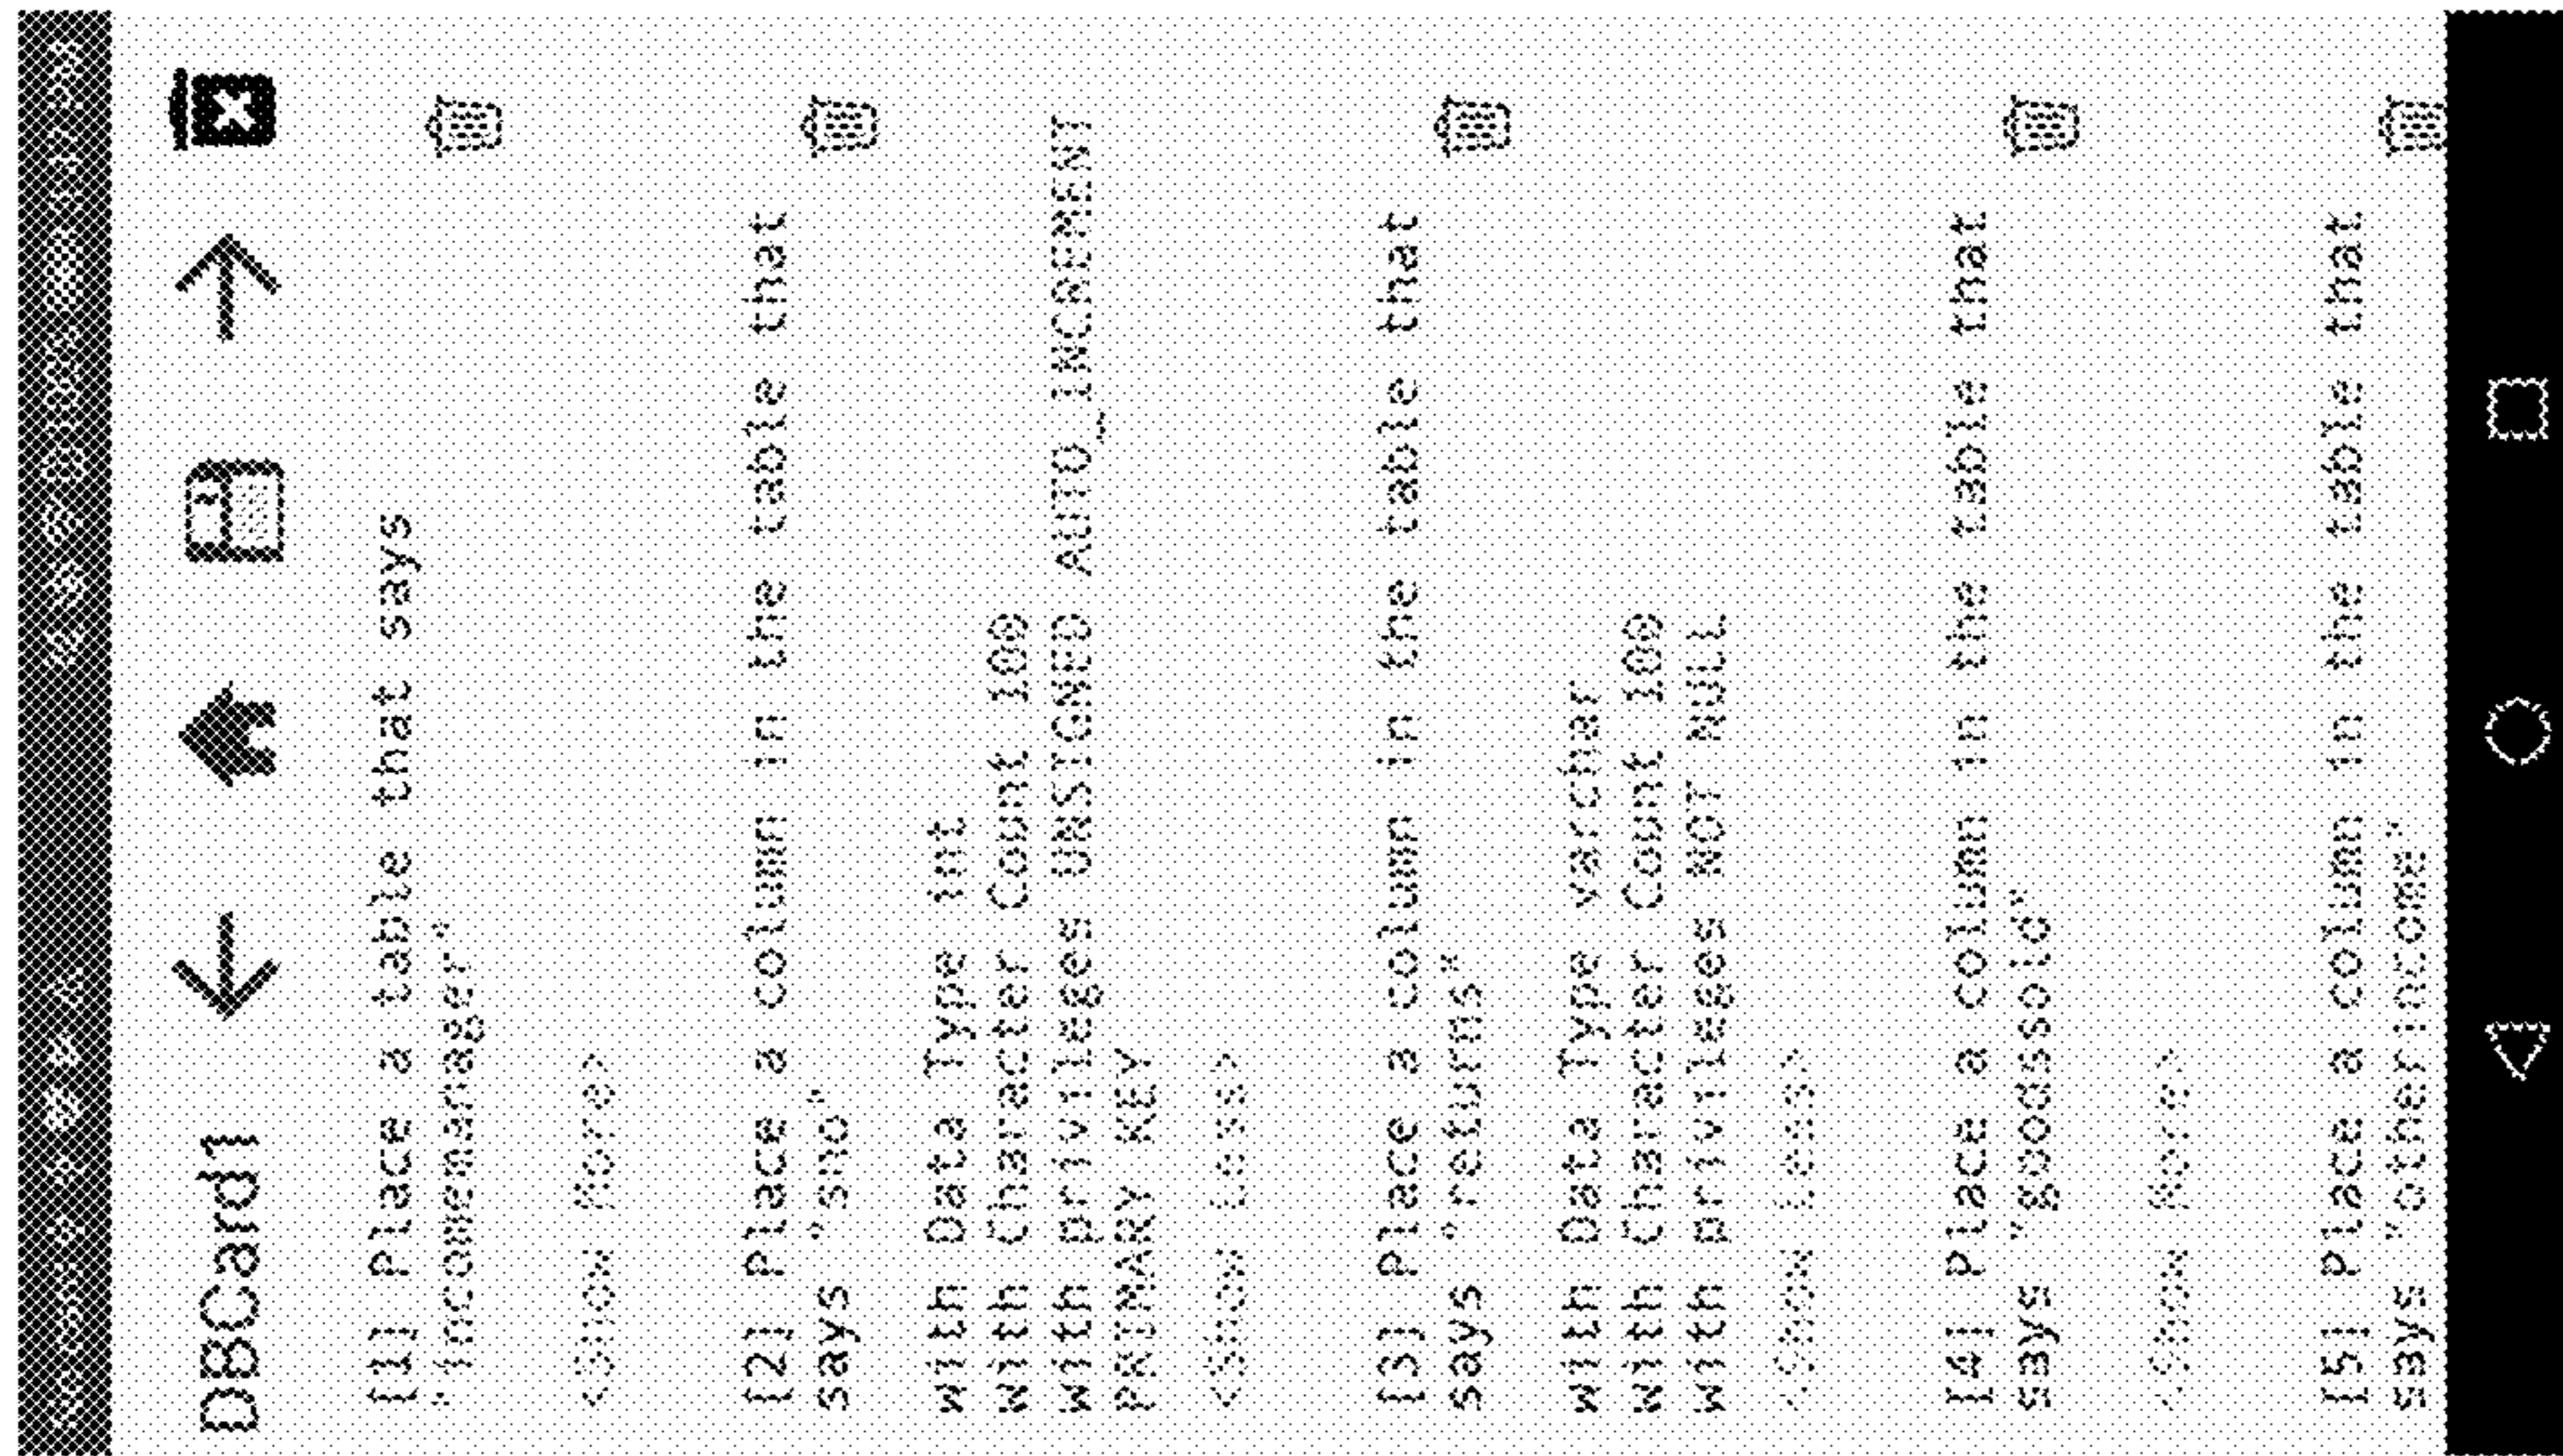 DBCard1
[1] Place a table that says
"incomemanager"
<Show More>
[2] Place a column in the table that
says "sno"
With Data Type int
With Character Count 100
With privileges UNSIGNED AUTO_INCREMENT
PRIMARY KEY
<Show Less>
[3] Place a column in the table that
says "returns"
With Data Type varchar
With Character Count 100
With privileges NOT NULL
<Show Less>
[4] Place a column in the table that
says "goodssold"
<Show More>
[5] Place a column in the table that
says "otherincome"